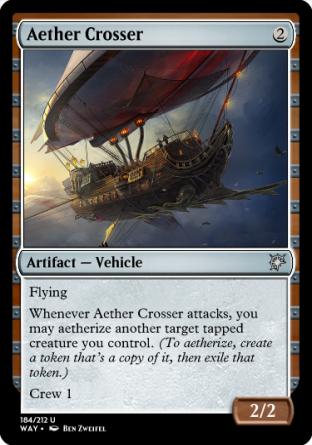 Aether Crosser 2
Artifact — Vehicle
Flying
Whenever Aether Crosser attacks, you
may aetherize another target tapped
creature you control. (To aetherize, create
a token that's a copy of it, then exile that
token.)
Crew 1
2/2
184/212 U
WAY • Ben Zweifel